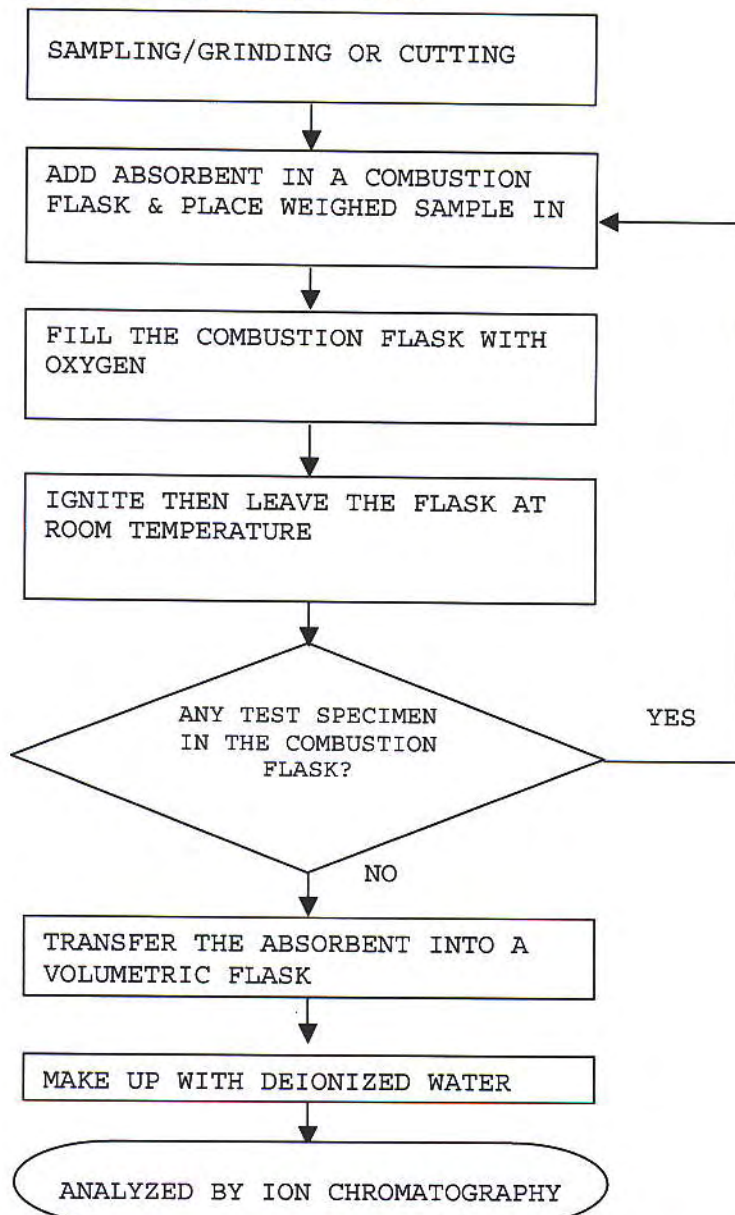 SAMPLING/GRINDING OR CUTTING
ADD ABSORBENT IN A COMBUSTION
FLASK & PLACE WEIGHED SAMPLE IN
FILL THE COMBUSTION FLASK WITH
OXYGEN
IGNITE THEN LEAVE THE FLASK AT
ROOM TEMPERATURE
ANY TEST SPECIMEN
IN THE COMBUSTION
FLASK?
YES
NO
TRANSFER THE ABSORBENT INTO A
VOLUMETRIC FLASK
MAKE UP WITH DEIONIZED WATER
ANALYZED BY ION CHROMATOGRAPHY